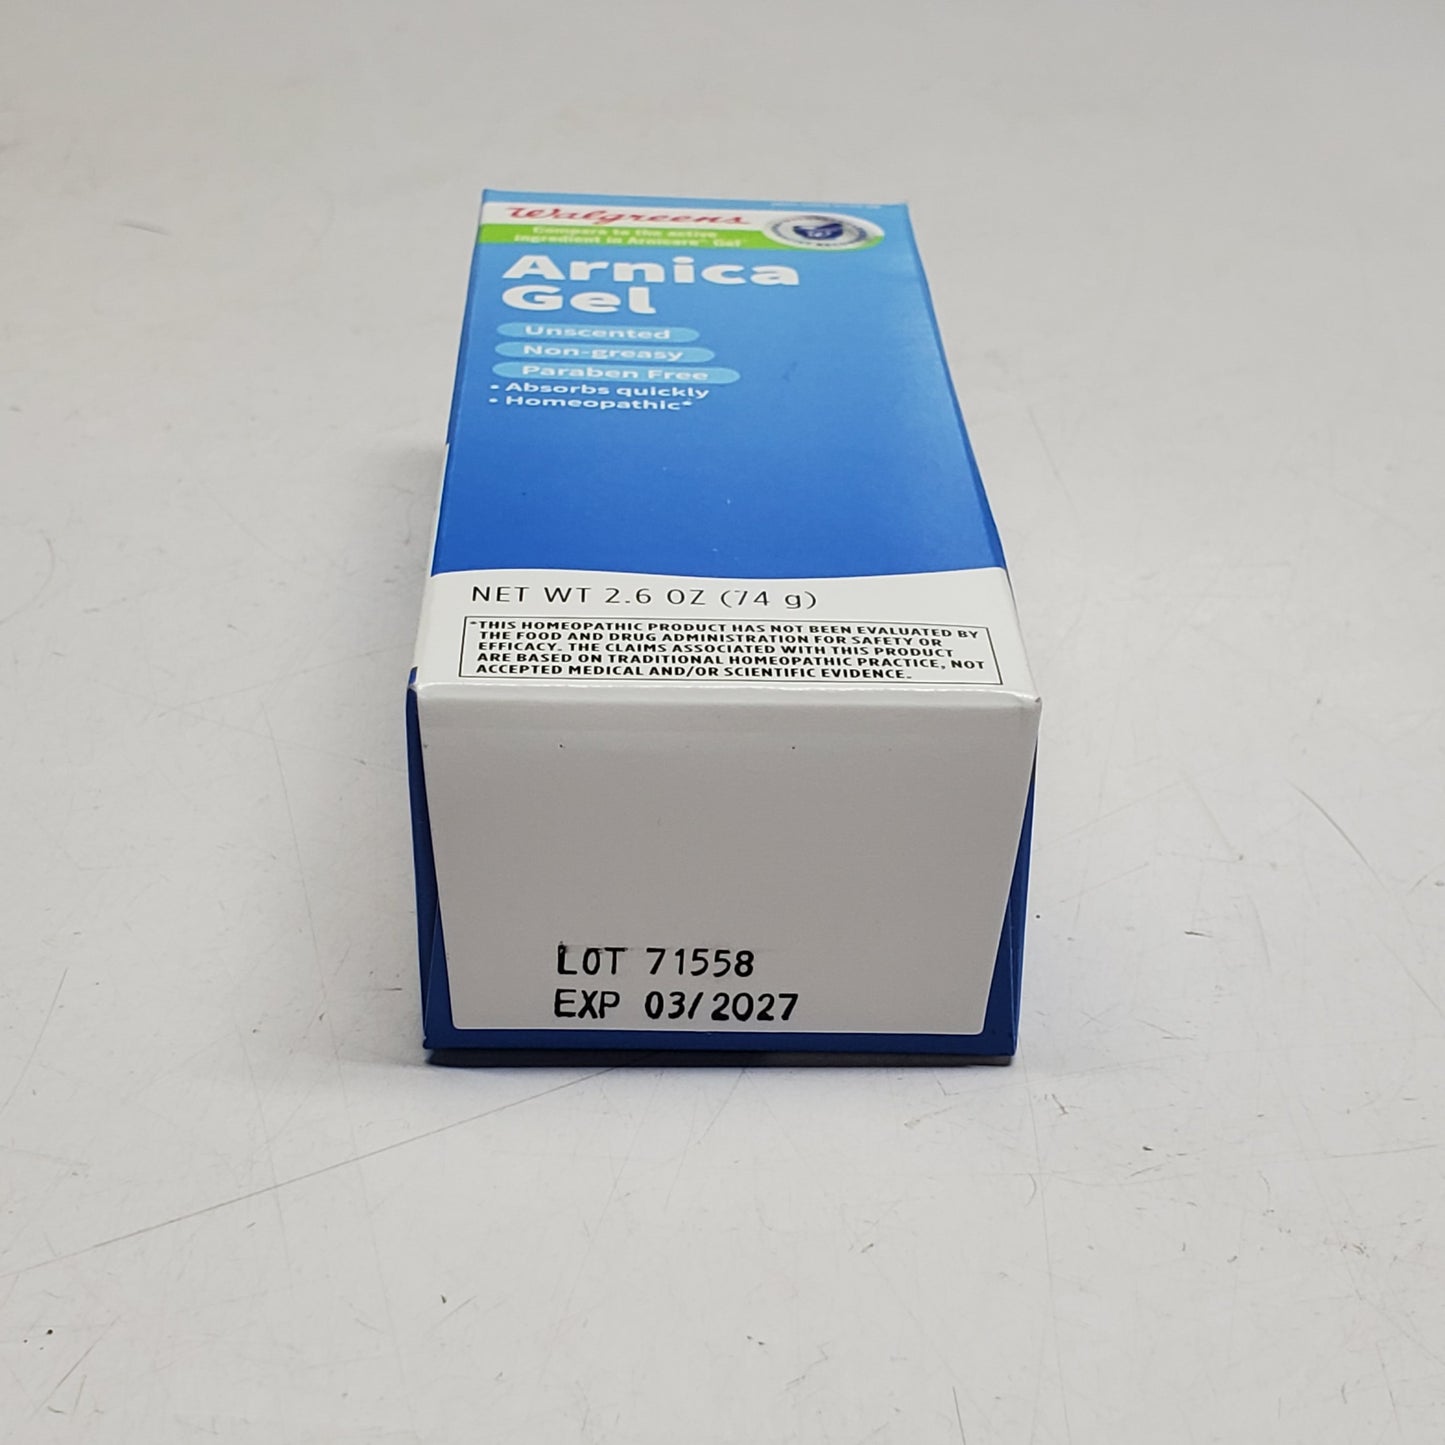 Walgreens
Compare to the active
ingredient in Arnicare® Gel
Arnica
Gel
Unscented
Non-greasy
Paraben Free
• Absorbs quickly
• Homeopathic*
NET WT 2.6 OZ (74 g)
*THIS HOMEOPATHIC PRODUCT HAS NOT BEEN EVALUATED BY
THE FOOD AND DRUG ADMINISTRATION FOR SAFETY OR
EFFICACY. THE CLAIMS ASSOCIATED WITH THIS PRODUCT
ARE BASED ON TRADITIONAL HOMEOPATHIC PRACTICE, NOT
ACCEPTED MEDICAL AND/OR SCIENTIFIC EVIDENCE.
LOT 71558
EXP 03/2027